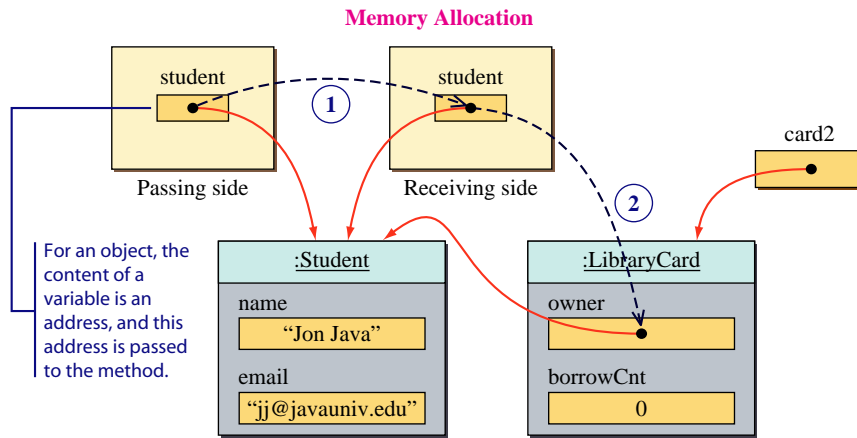 Memory Allocation
student
student
1
card2
Passing side
Receiving side
2
For an object, the
content of a
variable is an
address, and this
address is passed
to the method.
:Student
name
“Jon Java”
email
“jj@javauniv.edu”
:LibraryCard
owner
borrowCnt
0